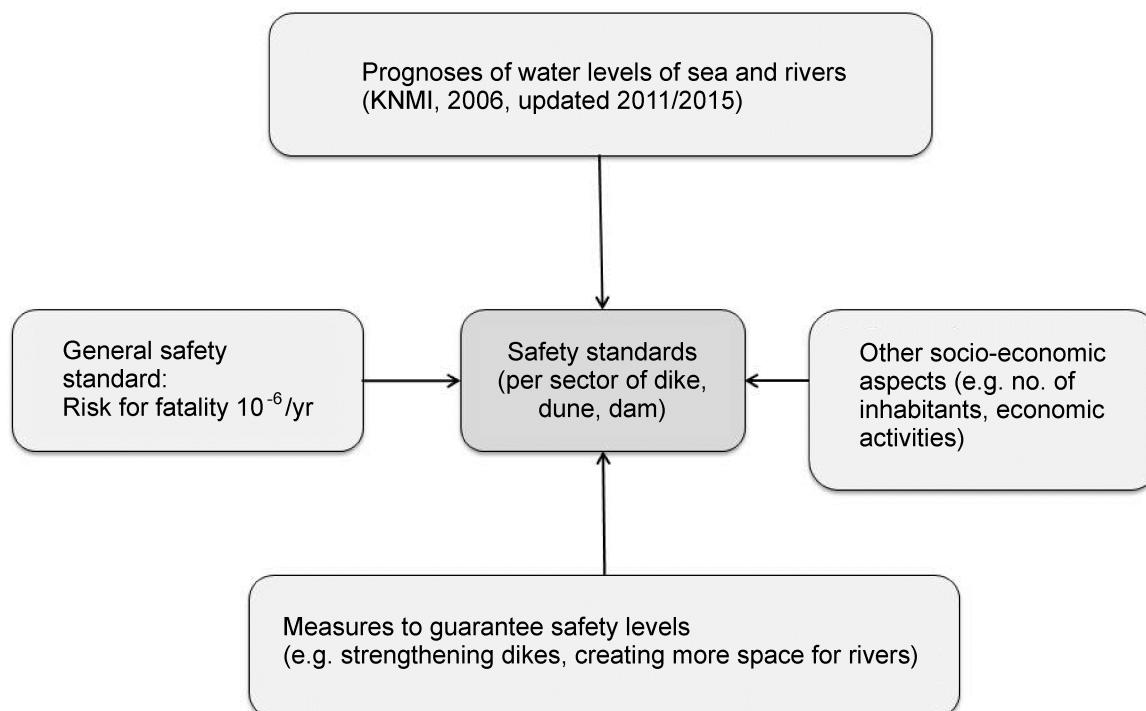 Prognoses of water levels of sea and rivers
(KNMI, 2006, updated 2011/2015)
General safety
standard:
Risk for fatality 10⁻⁶/yr
Safety standards
(per sector of dike,
dune, dam)
Other socio-economic
aspects (e.g. no. of
inhabitants, economic
activities)
Measures to guarantee safety levels
(e.g. strengthening dikes, creating more space for rivers)